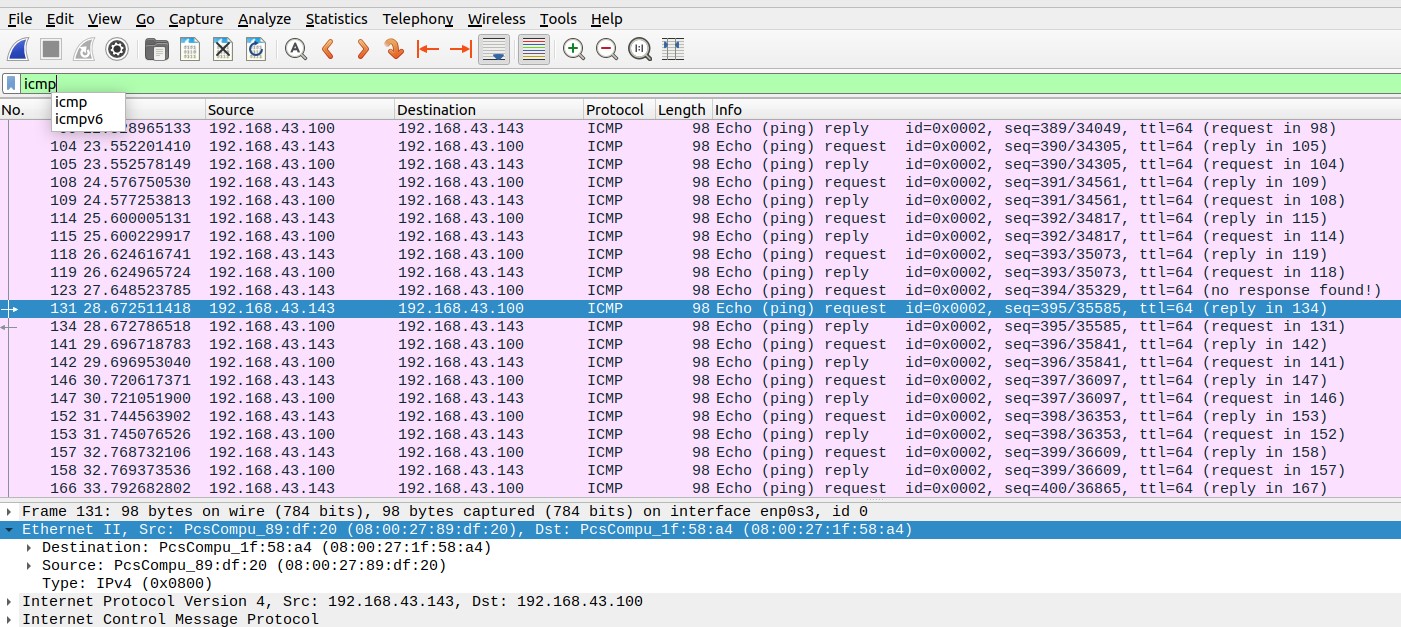 File Edit View Go Capture Analyze Statistics Telephony Wireless Tools Help
icmp
No. Source Destination Protocol Length Info
icmp
icmpv6
192.168.43.100 192.168.43.143 ICMP 98 Echo (ping) reply id=0x0002, seq=389/34049, ttl=64 (request in 98)
104 23.552201410 192.168.43.143 192.168.43.100 ICMP 98 Echo (ping) request id=0x0002, seq=390/34305, ttl=64 (reply in 105)
105 23.552578149 192.168.43.100 192.168.43.143 ICMP 98 Echo (ping) reply id=0x0002, seq=390/34305, ttl=64 (request in 104)
108 24.576750530 192.168.43.143 192.168.43.100 ICMP 98 Echo (ping) request id=0x0002, seq=391/34561, ttl=64 (reply in 109)
109 24.577253813 192.168.43.100 192.168.43.143 ICMP 98 Echo (ping) reply id=0x0002, seq=391/34561, ttl=64 (request in 108)
114 25.600005131 192.168.43.143 192.168.43.100 ICMP 98 Echo (ping) request id=0x0002, seq=392/34817, ttl=64 (reply in 115)
115 25.600229917 192.168.43.100 192.168.43.143 ICMP 98 Echo (ping) reply id=0x0002, seq=392/34817, ttl=64 (request in 114)
118 26.624616741 192.168.43.143 192.168.43.100 ICMP 98 Echo (ping) request id=0x0002, seq=393/35073, ttl=64 (reply in 119)
119 26.624965724 192.168.43.100 192.168.43.143 ICMP 98 Echo (ping) reply id=0x0002, seq=393/35073, ttl=64 (request in 118)
123 27.648523785 192.168.43.143 192.168.43.100 ICMP 98 Echo (ping) request id=0x0002, seq=394/35329, ttl=64 (no response found!)
131 28.672511418 192.168.43.143 192.168.43.100 ICMP 98 Echo (ping) request id=0x0002, seq=395/35585, ttl=64 (reply in 134)
134 28.672786518 192.168.43.100 192.168.43.143 ICMP 98 Echo (ping) reply id=0x0002, seq=395/35585, ttl=64 (request in 131)
141 29.696718783 192.168.43.143 192.168.43.100 ICMP 98 Echo (ping) request id=0x0002, seq=396/35841, ttl=64 (reply in 142)
142 29.696953040 192.168.43.100 192.168.43.143 ICMP 98 Echo (ping) reply id=0x0002, seq=396/35841, ttl=64 (request in 141)
146 30.720617371 192.168.43.143 192.168.43.100 ICMP 98 Echo (ping) request id=0x0002, seq=397/36097, ttl=64 (reply in 147)
147 30.721051900 192.168.43.100 192.168.43.143 ICMP 98 Echo (ping) reply id=0x0002, seq=397/36097, ttl=64 (request in 146)
152 31.744563902 192.168.43.143 192.168.43.100 ICMP 98 Echo (ping) request id=0x0002, seq=398/36353, ttl=64 (reply in 153)
153 31.745076526 192.168.43.100 192.168.43.143 ICMP 98 Echo (ping) reply id=0x0002, seq=398/36353, ttl=64 (request in 152)
157 32.768732106 192.168.43.143 192.168.43.100 ICMP 98 Echo (ping) request id=0x0002, seq=399/36609, ttl=64 (reply in 158)
158 32.769373536 192.168.43.100 192.168.43.143 ICMP 98 Echo (ping) reply id=0x0002, seq=399/36609, ttl=64 (request in 157)
166 33.792682802 192.168.43.143 192.168.43.100 ICMP 98 Echo (ping) request id=0x0002, seq=400/36865, ttl=64 (reply in 167)
Frame 131: 98 bytes on wire (784 bits), 98 bytes captured (784 bits) on interface enp0s3, id 0
Ethernet II, Src: PcsCompu_89:df:20 (08:00:27:89:df:20), Dst: PcsCompu_1f:58:a4 (08:00:27:1f:58:a4)
Destination: PcsCompu_1f:58:a4 (08:00:27:1f:58:a4)
Source: PcsCompu_89:df:20 (08:00:27:89:df:20)
Type: IPv4 (0x0800)
Internet Protocol Version 4, Src: 192.168.43.143, Dst: 192.168.43.100
Internet Control Message Protocol